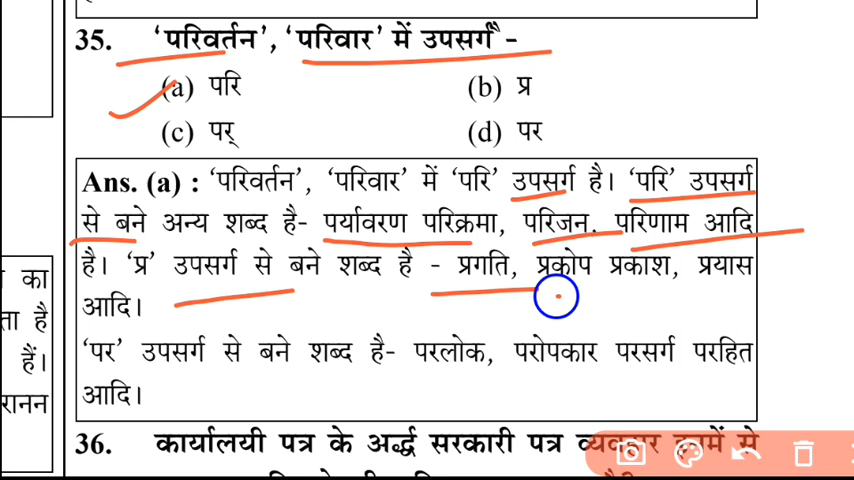 35. 'परिवर्तन', 'परिवार' में उपसर्ग है -
(a) परि (b) प्र
(c) पर् (d) पर
Ans. (a) : 'परिवर्तन', 'परिवार' में 'परि' उपसर्ग है। 'परि' उपसर्ग
से बने अन्य शब्द है- पर्यावरण परिक्रमा, परिजन, परिणाम आदि
है। 'प्र' उपसर्ग से बने शब्द है - प्रगति, प्रकोप प्रकाश, प्रयास
आदि।
'पर' उपसर्ग से बने शब्द है- परलोक, परोपकार परसर्ग परहित
आदि।
का
ता है
हैं।
रानन
36. कार्यालयी पत्र के अर्द्ध सरकारी पत्र व्यवहार इनमें से